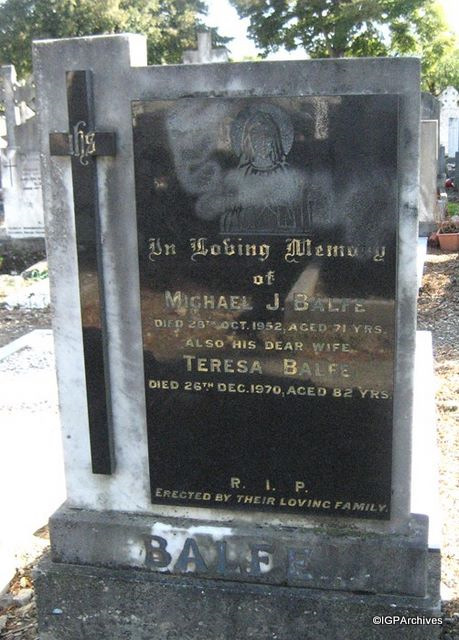 IHS
In Loving Memory
of
MICHAEL J. BALFE
DIED 28TH OCT. 1952, AGED 71 YRS.
ALSO HIS DEAR WIFE
TERESA BALFE
DIED 26TH DEC. 1970, AGED 82 YRS.
R. I. P.
ERECTED BY THEIR LOVING FAMILY.
BALFE
©IGPArchives